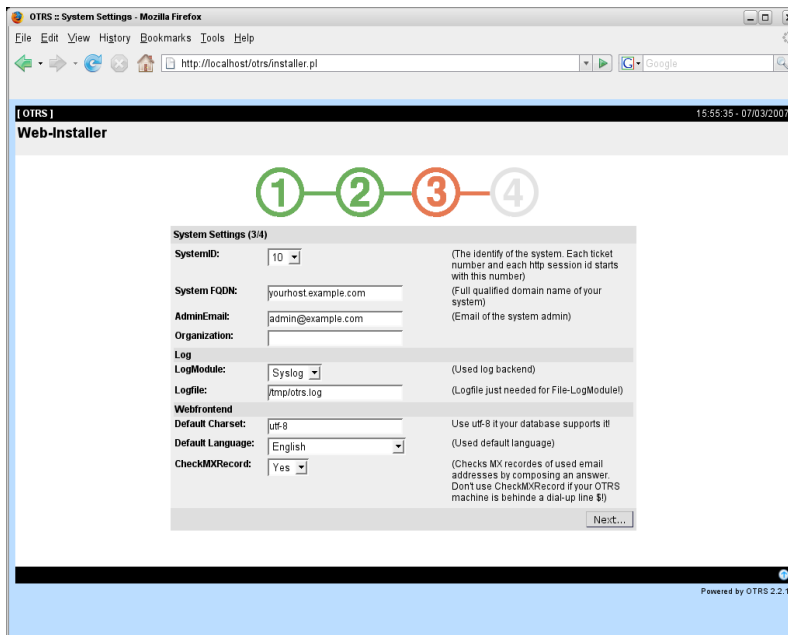 OTRS :: System Settings - Mozilla Firefox
File Edit View History Bookmarks Tools Help
http://localhost/otrs/installer.pl
G Google
[ OTRS ] 15:55:35 - 07/03/2007
Web-Installer
1 2 3 4
System Settings (3/4)
SystemID: 10 (The identify of the system. Each ticket
number and each http session id starts
with this number)
System FQDN: yourhost.example.com (Full qualified domain name of your
system)
AdminEmail: admin@example.com (Email of the system admin)
Organization:
Log
LogModule: Syslog (Used log backend)
Logfile: /tmp/otrs.log (Logfile just needed for File-LogModule!)
Webfrontend
Default Charset: utf-8 Use utf-8 it your database supports it!
Default Language: English (Used default language)
CheckMXRecord: Yes (Checks MX recordes of used email
addresses by composing an answer.
Don't use CheckMXRecord if your OTRS
machine is behinde a dial-up line $!)
Next...
Powered by OTRS 2.2.1